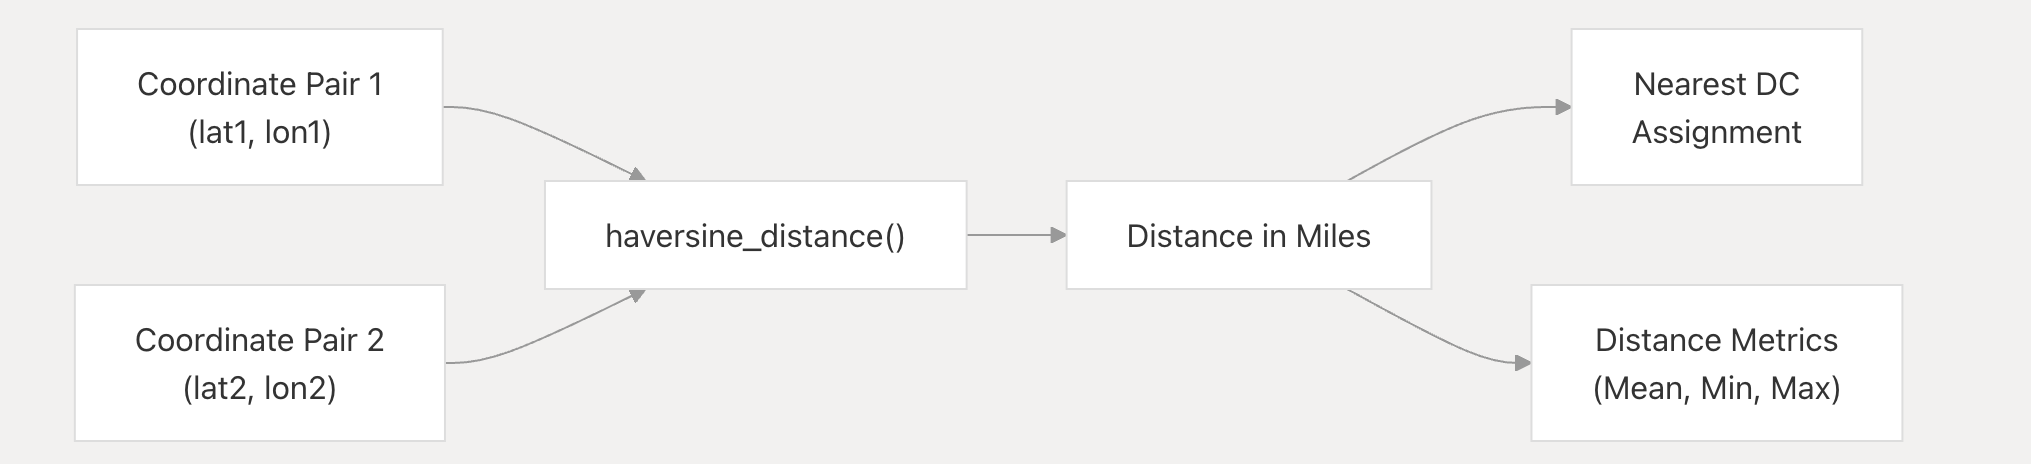 Coordinate Pair 1
(lat1, lon1)
Coordinate Pair 2
(lat2, lon2)
haversine_distance()
Distance in Miles
Nearest DC
Assignment
Distance Metrics
(Mean, Min, Max)